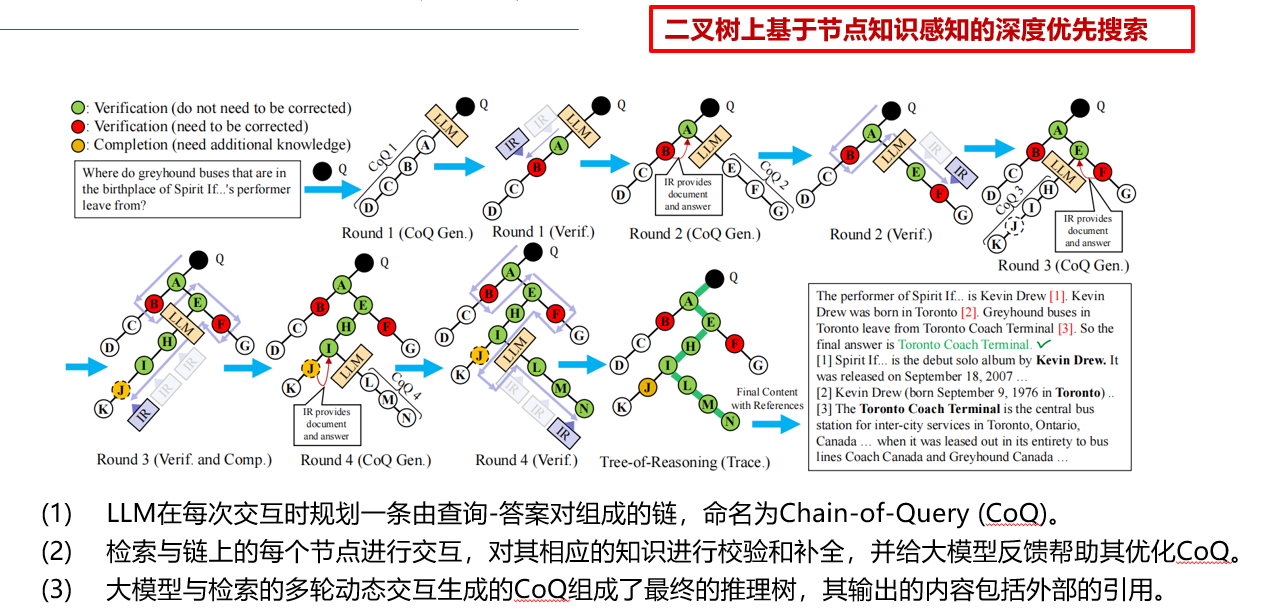 二叉树上基于节点知识感知的深度优先搜索
: Verification (do not need to be corrected)
: Verification (need to be corrected)
: Completion (need additional knowledge)
Where do greyhound buses that are
in the birthplace of Spirit If...'s performer
leave from?
Q
Q
LLM
CoQ 1
A
B
C
D
Round 1 (CoQ Gen.)
Q
LLM
IR
IR
A
B
C
D
Round 1 (Verif.)
Q
A
B
LLM
C
E
D
F
G
CoQ 2
IR provides
document
and answer
Round 2 (CoQ Gen.)
Q
A
B
LLM
IR
IR
C
E
D
F
G
Round 2 (Verif.)
Q
A
B
E
LLM
C
F
D
H
G
CoQ 3
I
J
K
IR provides
document
and answer
Round 3 (CoQ Gen.)
Q
A
B
E
LLM
C
F
D
H
G
I
IR
IR
J
K
IR
Round 3 (Verif. and Comp.)
Q
A
B
E
C
H
F
D
I
G
J
LLM
K
L
M
N
CoQ 4
IR provides
document
and answer
Round 4 (CoQ Gen.)
Q
A
B
E
C
H
F
D
I
G
LLM
J
K
L
IR
M
IR
N
IR
Round 4 (Verif.)
Q
A
B
E
C
H
F
D
I
G
J
L
K
M
N
Tree-of-Reasoning (Trace.)
Final Content
with References
The performer of Spirit If... is Kevin Drew [1]. Kevin
Drew was born in Toronto [2]. Greyhound buses in
Toronto leave from Toronto Coach Terminal [3]. So the
final answer is Toronto Coach Terminal. ✓
[1] Spirit If... is the debut solo album by Kevin Drew. It
was released on September 18, 2007 ...
[2] Kevin Drew (born September 9, 1976 in Toronto) ..
[3] The Toronto Coach Terminal is the central bus
station for inter-city services in Toronto, Ontario,
Canada ... when it was leased out in its entirety to bus
lines Coach Canada and Greyhound Canada ...
(1) LLM在每次交互时规划一条由查询-答案对组成的链，命名为Chain-of-Query (CoQ)。
(2) 检索与链上的每个节点进行交互，对其相应的知识进行校验和补全，并给大模型反馈帮助其优化CoQ。
(3) 大模型与检索的多轮动态交互生成的CoQ组成了最终的推理树，其输出的内容包括外部的引用。